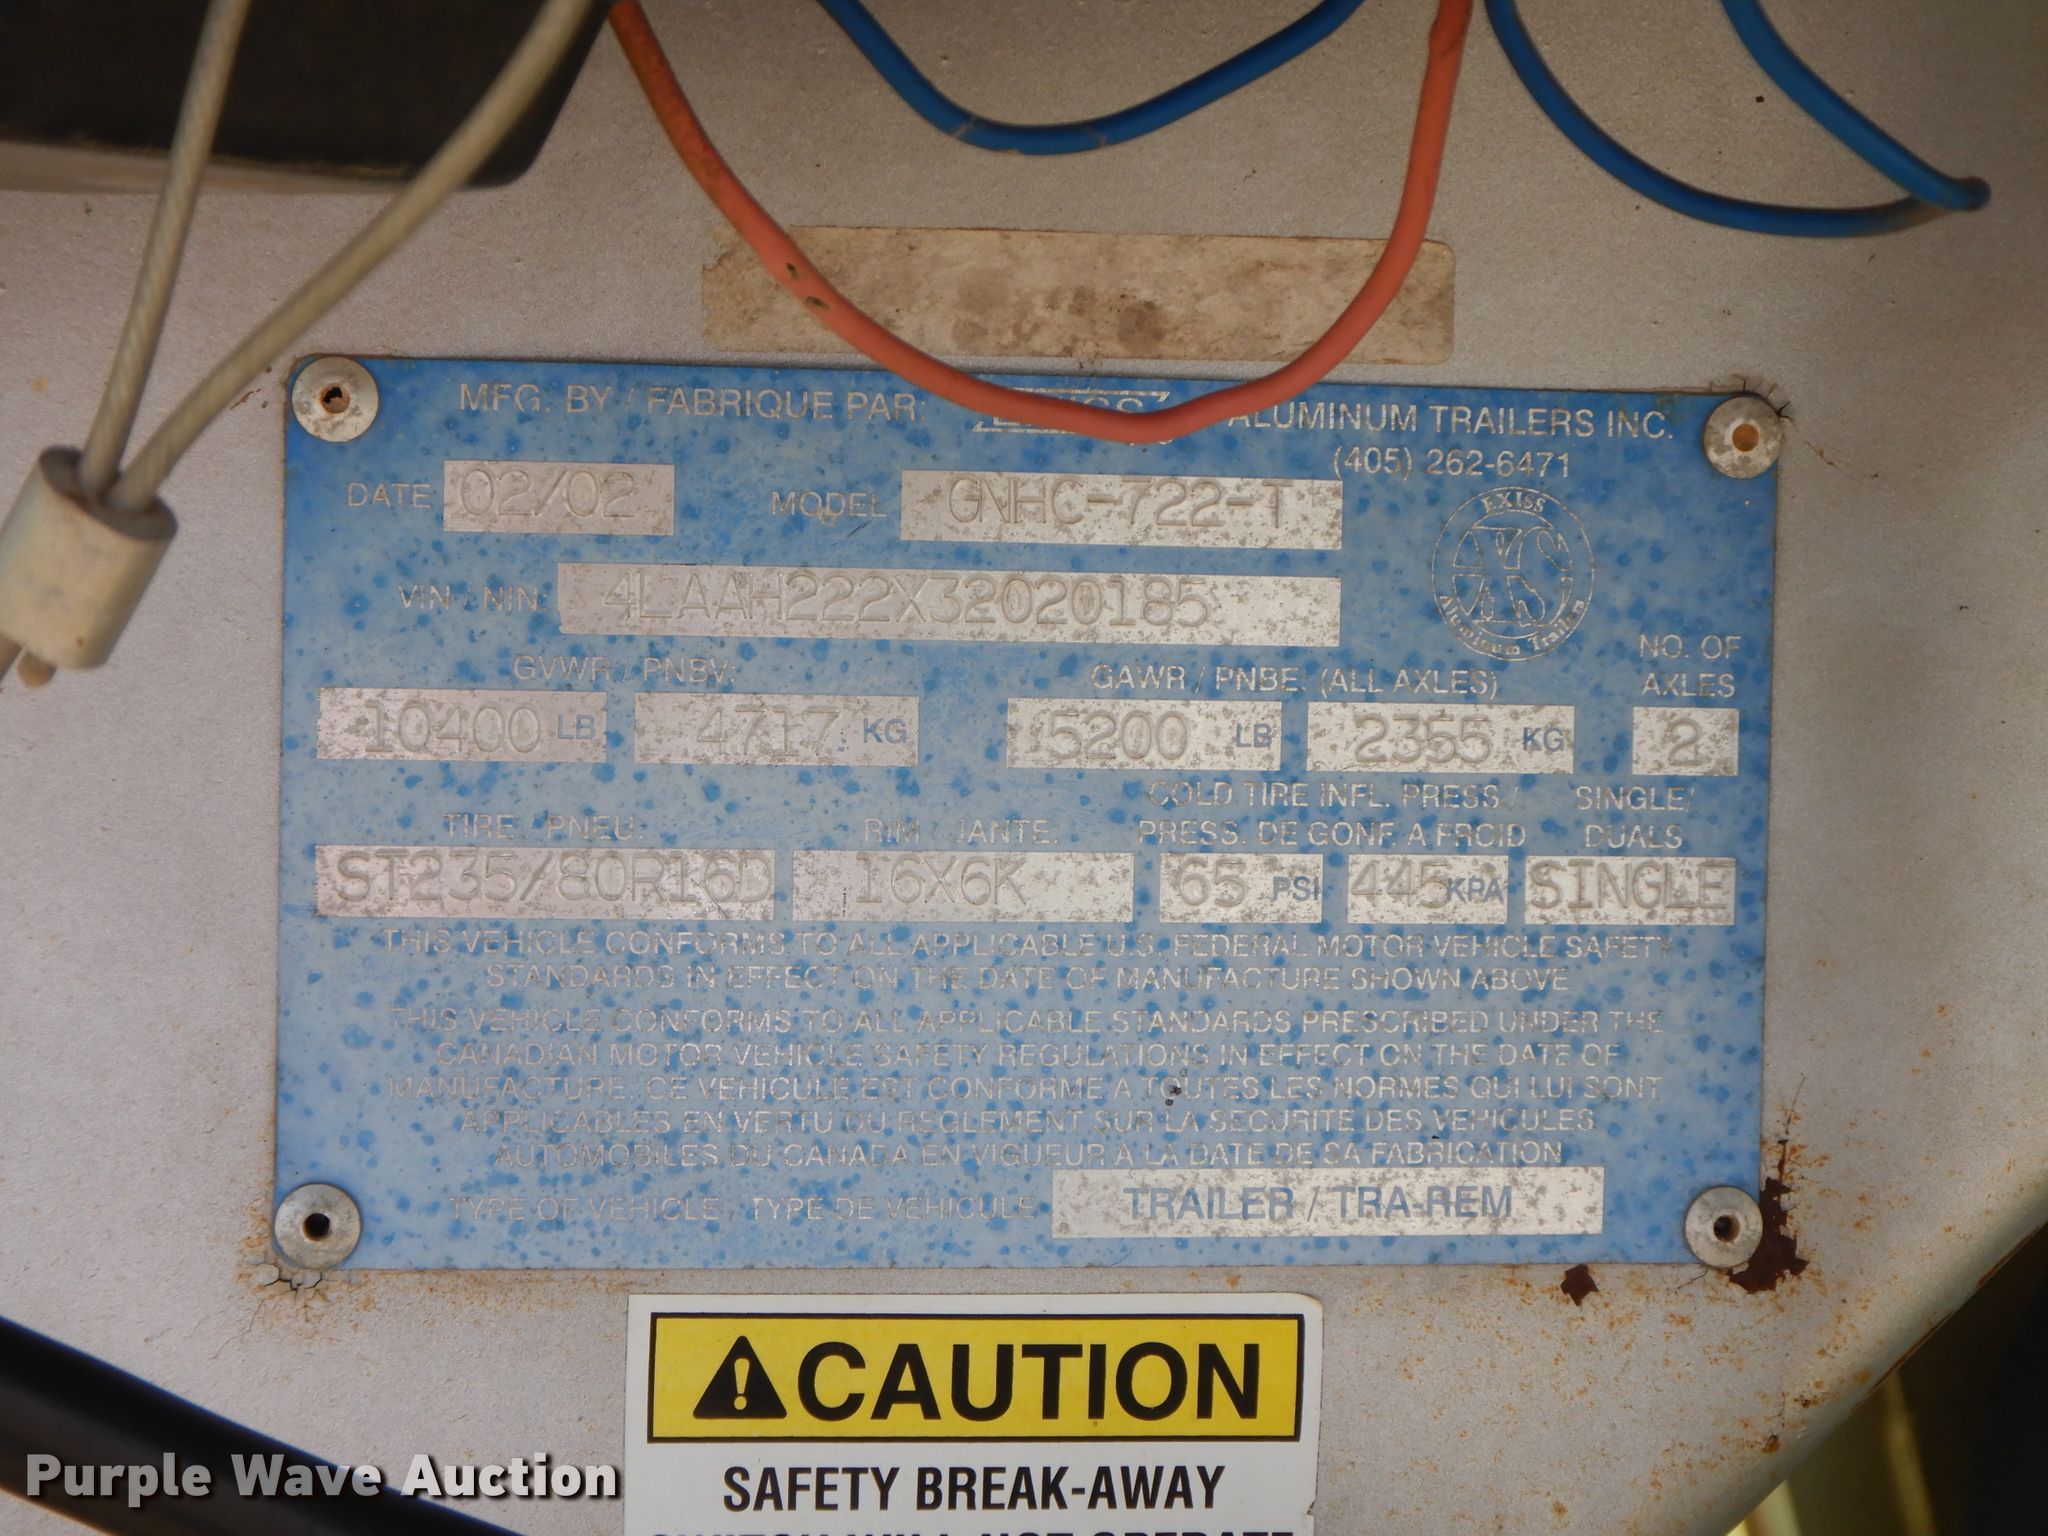 MFG. BY / FABRIQUE PAR: ALUMINUM TRAILERS INC.
(405) 262-6471
DATE 02/02 MODEL GNHC-722-T
EXISS
Aluminum Trailer
VIN / NIN: 4LAAH222X32020185
GVWR / PNBV: GAWR / PNBE: (ALL AXLES) NO. OF AXLES
10400 LB 4717 KG 5200 LB 2355 KG 2
TIRE / PNEU: RIM / JANTE: COLD TIRE INFL. PRESS / PRESS. DE GONF. A FROID SINGLE/ DUALS
ST235/80R16D 16X6K 65 PSI 445 KPA SINGLE
THIS VEHICLE CONFORMS TO ALL APPLICABLE U.S. FEDERAL MOTOR VEHICLE SAFETY
STANDARDS IN EFFECT ON THE DATE OF MANUFACTURE SHOWN ABOVE.
THIS VEHICLE CONFORMS TO ALL APPLICABLE STANDARDS PRESCRIBED UNDER THE
CANADIAN MOTOR VEHICLE SAFETY REGULATIONS IN EFFECT ON THE DATE OF
MANUFACTURE. CE VEHICULE EST CONFORME A TOUTES LES NORMES QUI LUI SONT
APPLICABLES EN VERTU DU REGLEMENT SUR LA SECURITE DES VEHICULES
AUTOMOBILES DU CANADA EN VIGUEUR A LA DATE DE SA FABRICATION
TYPE OF VEHICLE / TYPE DE VEHICULE TRAILER / TRA-REM
CAUTION
SAFETY BREAK-AWAY
SWITCH WILL NOT OPERATE
Purple Wave Auction